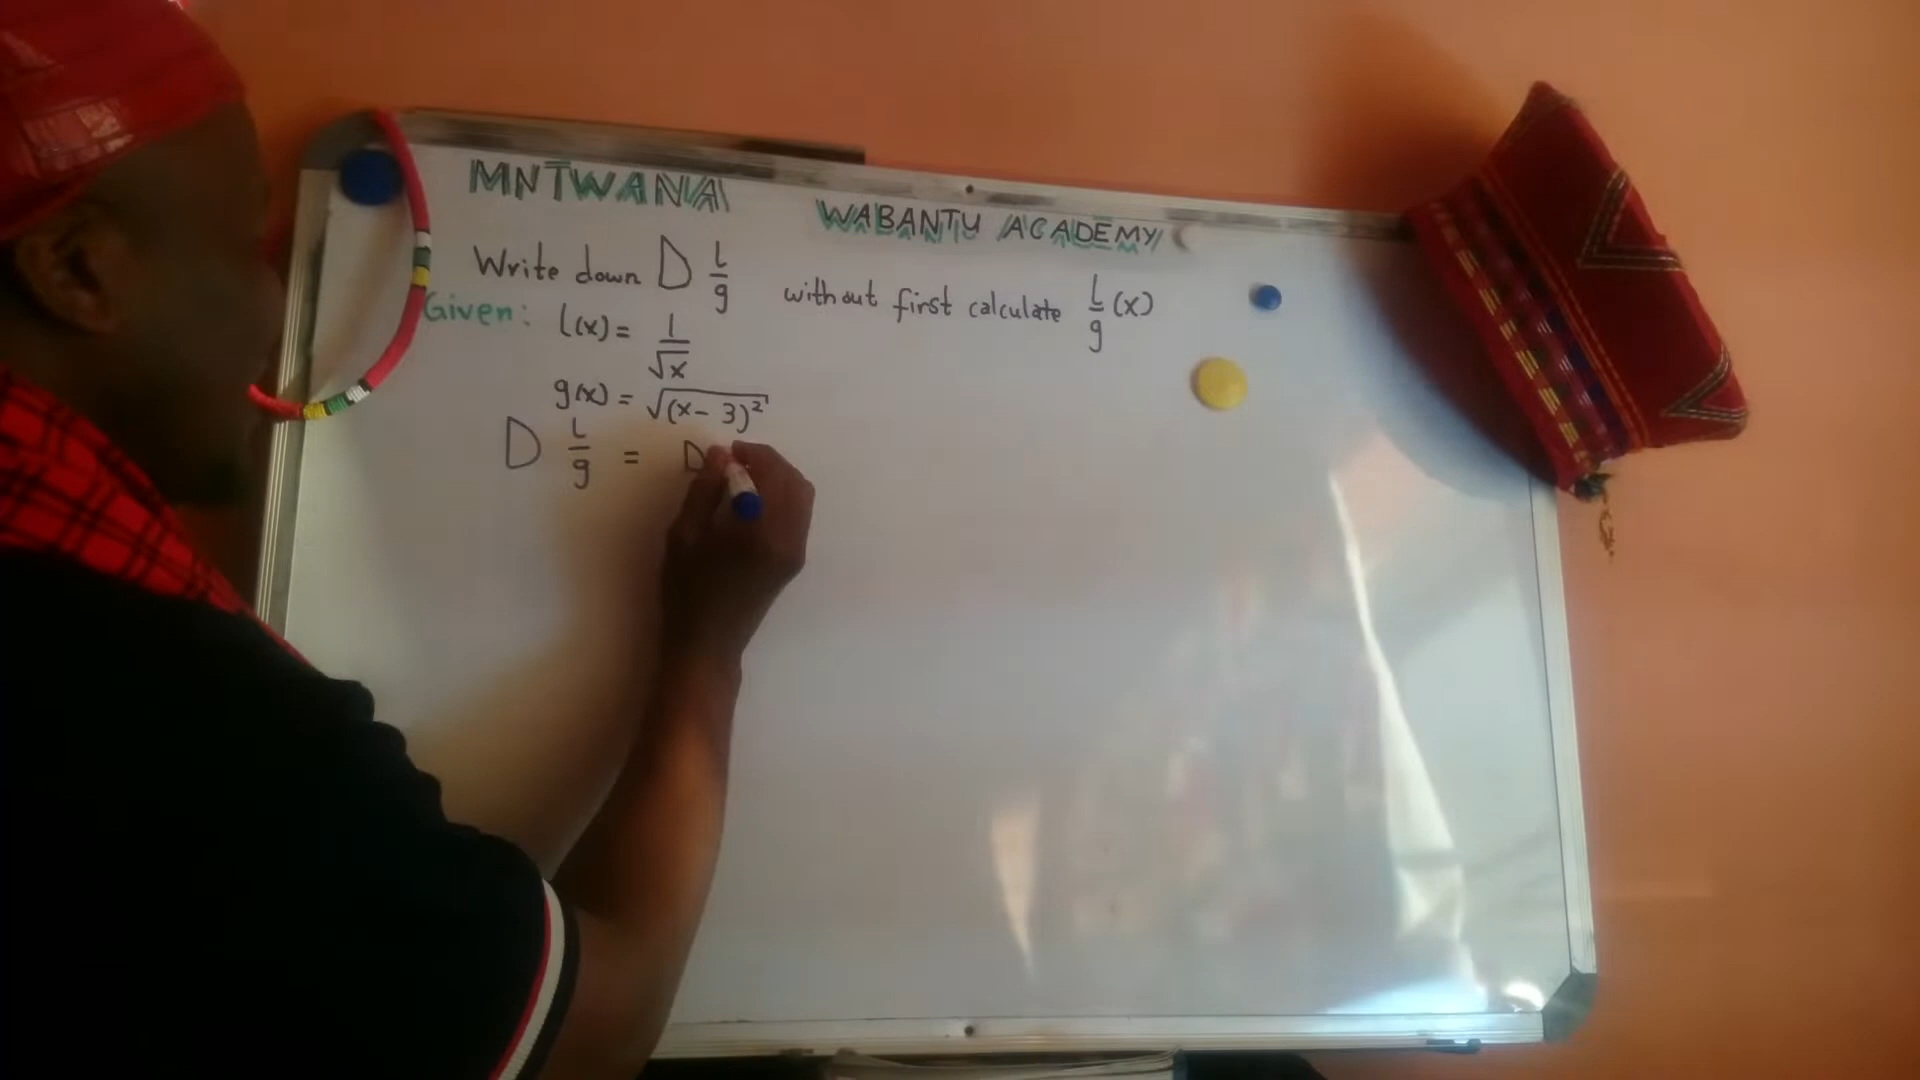 MNTWANA WABANTU ACADEMY
Write down D l/g without first calculate l/g (x)
Given: l(x) = 1/√x
g(x) = √(x-3)²
D l/g = D